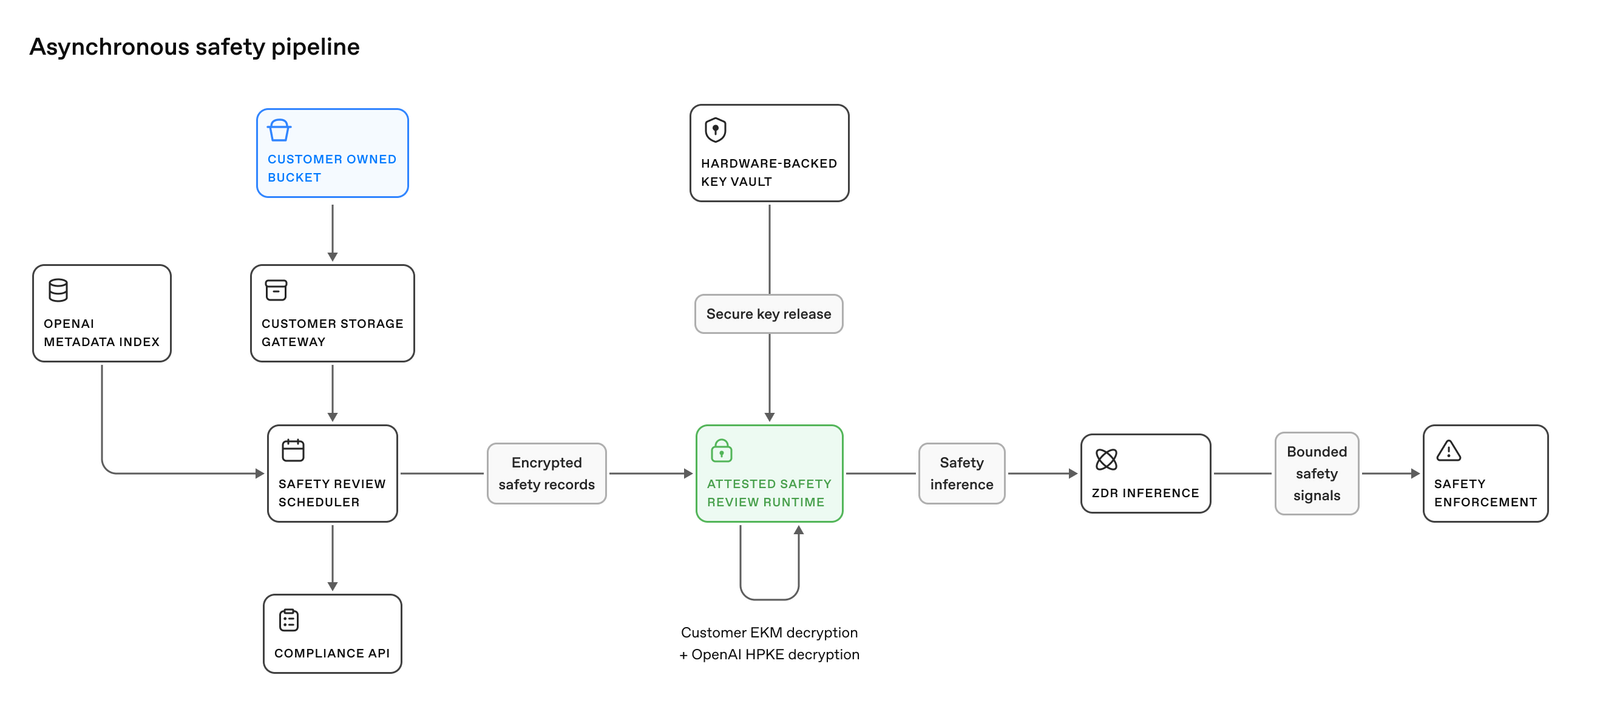 Asynchronous safety pipeline
CUSTOMER OWNED
BUCKET
HARDWARE-BACKED
KEY VAULT
OPENAI
METADATA INDEX
CUSTOMER STORAGE
GATEWAY
Secure key release
SAFETY REVIEW
SCHEDULER
Encrypted
safety records
ATTESTED SAFETY
REVIEW RUNTIME
Safety
inference
ZDR INFERENCE
Bounded
safety
signals
SAFETY
ENFORCEMENT
COMPLIANCE API
Customer EKM decryption
+ OpenAI HPKE decryption